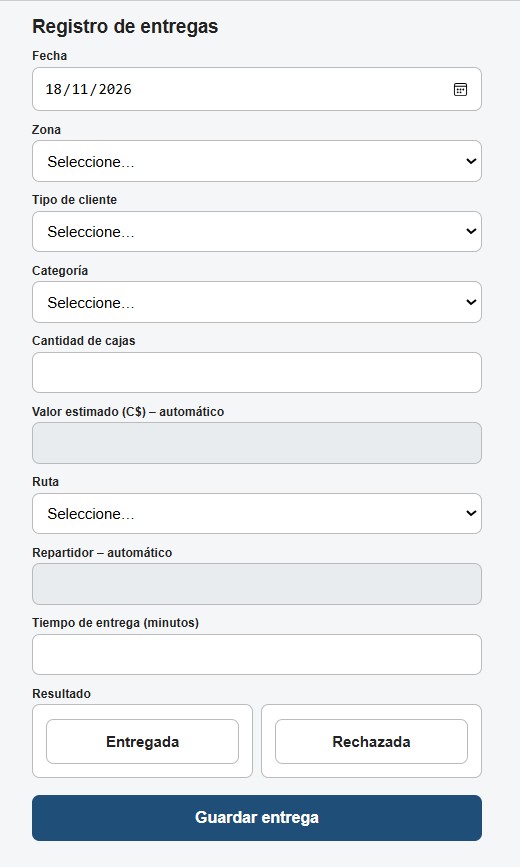 Registro de entregas
Fecha
18/11/2026
Zona
Seleccione…
Tipo de cliente
Seleccione…
Categoría
Seleccione…
Cantidad de cajas
Valor estimado (C$) – automático
Ruta
Seleccione…
Repartidor – automático
Tiempo de entrega (minutos)
Resultado
Entregada
Rechazada
Guardar entrega